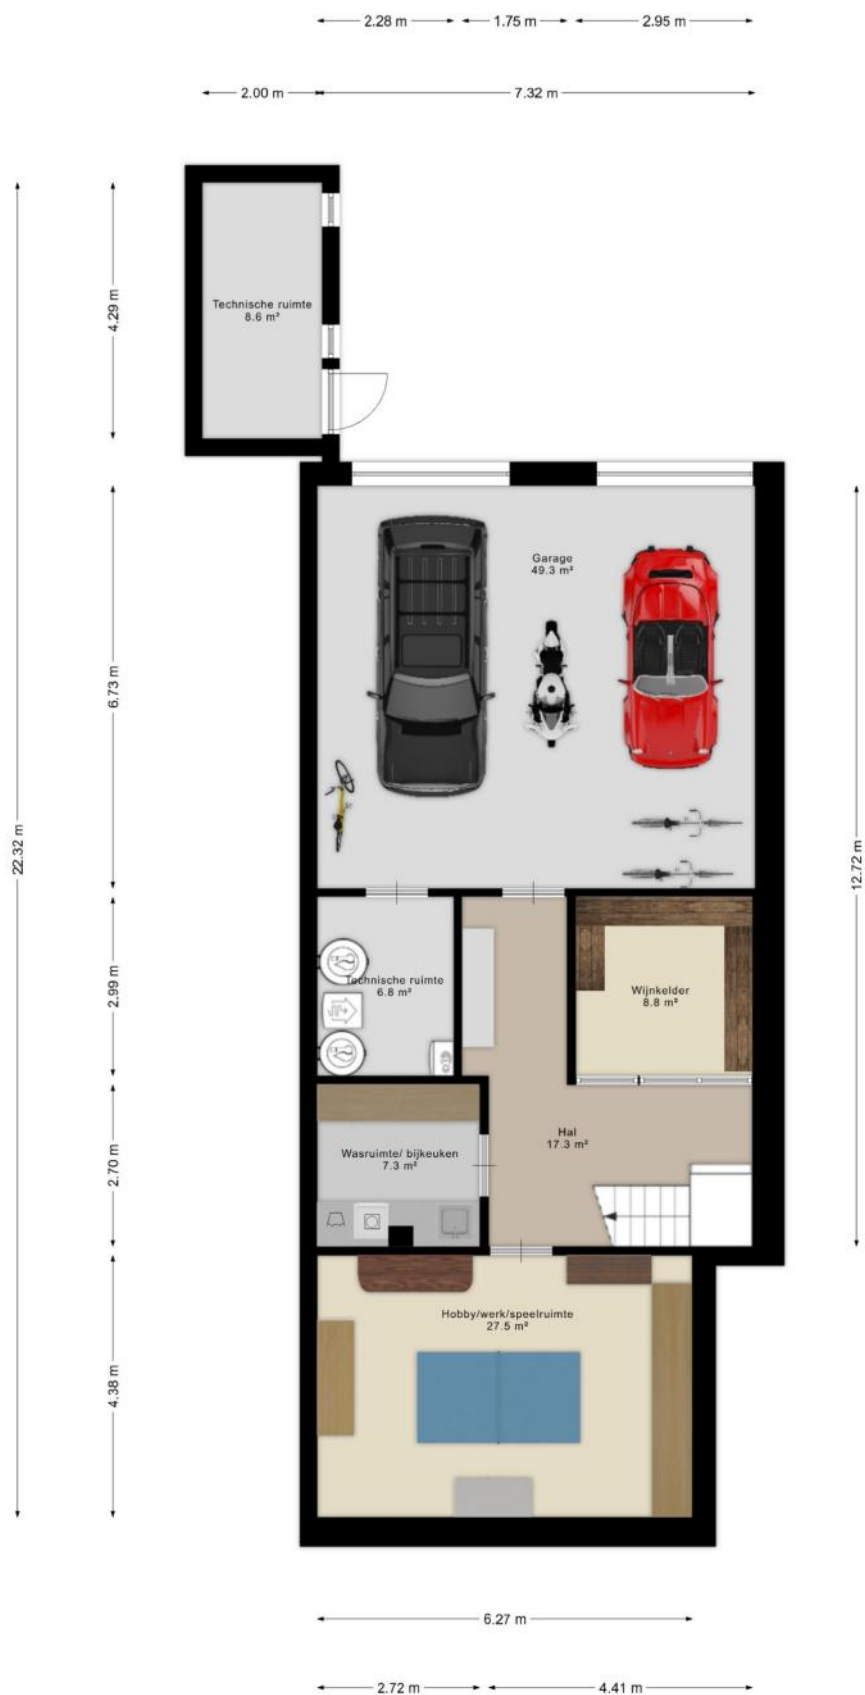 2.28 m
1.75 m
2.95 m
2.00 m
7.32 m
4.29 m
Technische ruimte
8.6 m²
Garage
49.3 m²
6.73 m
22.32 m
12.72 m
2.99 m
Technische ruimte
6.8 m²
Wijnkelder
8.8 m²
2.70 m
Wasruimte/ bijkeuken
7.3 m²
Hal
17.3 m²
Hobby/werk/speelruimte
27.5 m²
4.38 m
6.27 m
2.72 m
4.41 m